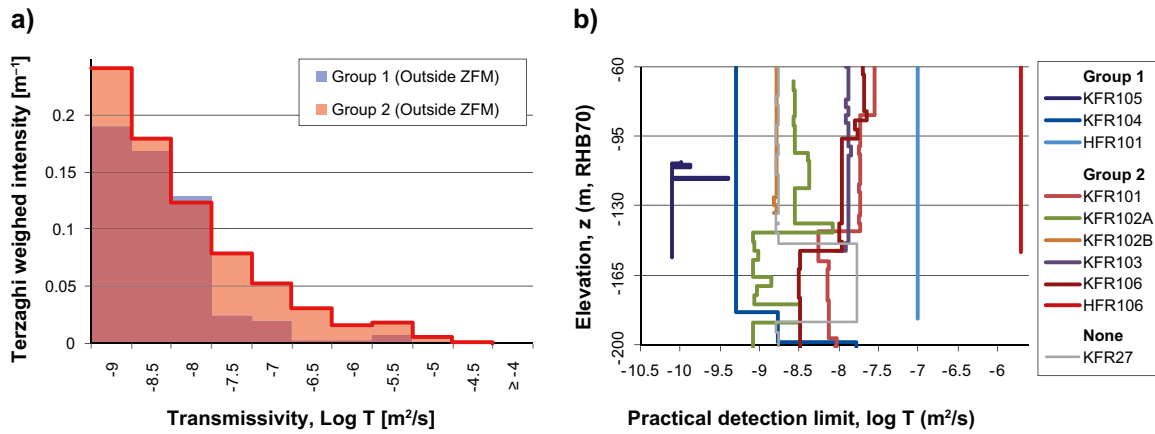 a)
Terzaghi weighed intensity [m⁻¹]
0.2
0.15
0.1
0.05
0
Group 1 (Outside ZFM)
Group 2 (Outside ZFM)
-9
-8.5
-8
-7.5
-7
-6.5
-6
-5.5
-5
-4.5
≥ -4
Transmissivity, Log T [m²/s]
b)
Elevation, z (m, RHB70)
-60
-95
-130
-165
-200
-10.5
-10
-9.5
-9
-8.5
-8
-7.5
-7
-6.5
-6
Practical detection limit, log T (m²/s)
Group 1
KFR105
KFR104
HFR101
Group 2
KFR101
KFR102A
KFR102B
KFR103
KFR106
HFR106
None
KFR27